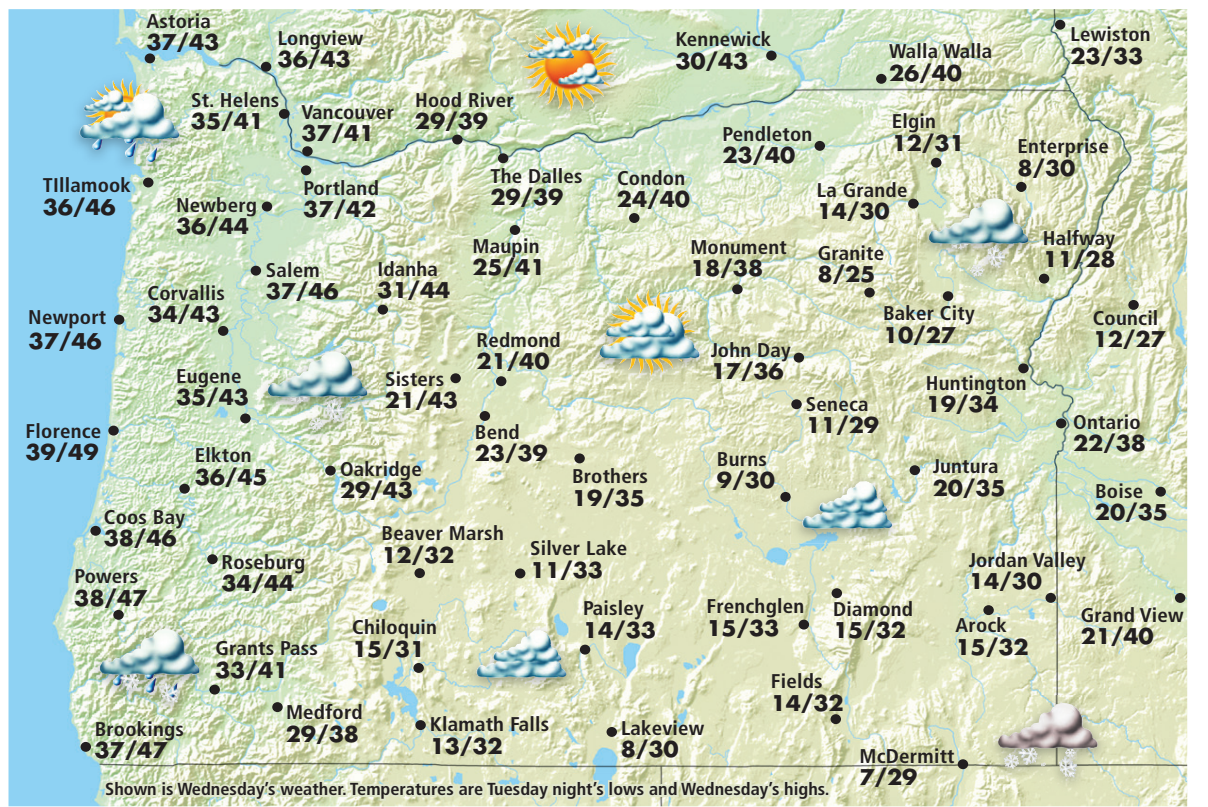 Astoria
37/43
Longview
36/43
Kennewick
30/43
Walla Walla
26/40
Lewiston
23/33
St. Helens
35/41
Vancouver
37/41
Hood River
29/39
Pendleton
23/40
Elgin
12/31
Enterprise
8/30
TIllamook
36/46
Newberg
36/44
Portland
37/42
The Dalles
29/39
Condon
24/40
La Grande
14/30
Maupin
25/41
Monument
18/38
Granite
8/25
Halfway
11/28
Salem
37/46
Idanha
31/44
Corvallis
34/43
Newport
37/46
Baker City
10/27
Council
12/27
Redmond
21/40
John Day
17/36
Eugene
35/43
Sisters
21/43
Huntington
19/34
Seneca
11/29
Florence
39/49
Bend
23/39
Ontario
22/38
Elkton
36/45
Oakridge
29/43
Brothers
19/35
Burns
9/30
Juntura
20/35
Boise
20/35
Coos Bay
38/46
Beaver Marsh
12/32
Silver Lake
11/33
Roseburg
34/44
Jordan Valley
14/30
Powers
38/47
Paisley
14/33
Frenchglen
15/33
Diamond
15/32
Arock
15/32
Grand View
21/40
Chiloquin
15/31
Grants Pass
33/41
Fields
14/32
Medford
29/38
Klamath Falls
13/32
Lakeview
8/30
Brookings
37/47
McDermitt
7/29
Shown is Wednesday's weather. Temperatures are Tuesday night's lows and Wednesday's highs.